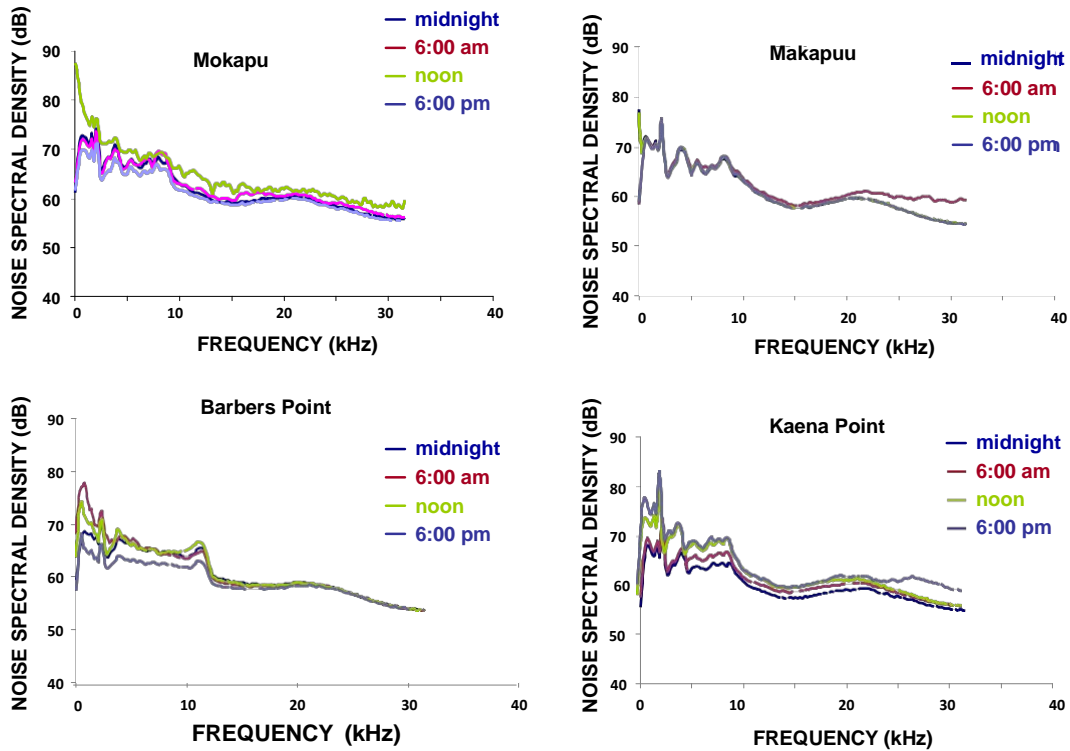 Mokapu
midnight
6:00 am
noon
6:00 pm
NOISE SPECTRAL DENSITY (dB)
90
80
70
60
50
40
0 10 20 30 40
FREQUENCY (kHz)
Makapuu
midnight
6:00 am
noon
6:00 pm
NOISE SPECTRAL DENSITY (dB)
90
80
70
60
50
40
0 10 20 30 40
FREQUENCY (kHz)
Barbers Point
midnight
6:00 am
noon
6:00 pm
NOISE SPECTRAL DENSITY (dB)
90
80
70
60
50
40
0 10 20 30 40
FREQUENCY (kHz)
Kaena Point
midnight
6:00 am
noon
6:00 pm
NOISE SPECTRAL DENSITY (dB)
90
80
70
60
50
40
0 10 20 30 40
FREQUENCY (kHz)